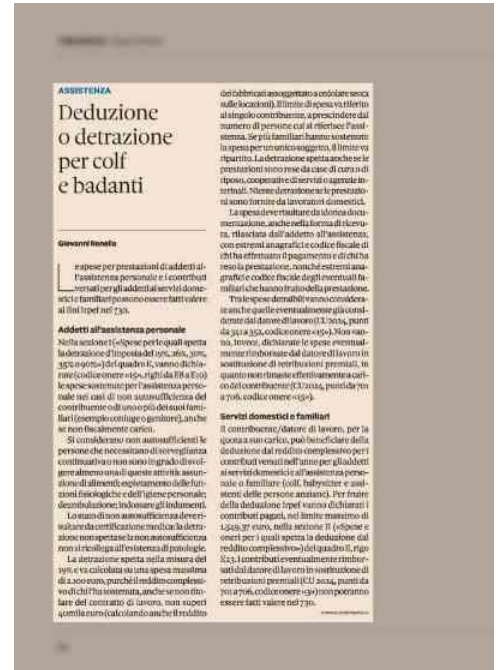 ASSISTENZA
Deduzione
o detrazione
per colf
e badanti
Giovanni Renella
Le spese per prestazioni di addetti al-
l'assistenza personale e i contributi
versati per gli addetti ai servizi dome-
stici e familiari possono essere fatti valere
ai fini Irpef nel 730.
Addetti all'assistenza personale
Nella sezione I («Spese per le quali spetta
la detrazione d'imposta del 19%, 26%, 30%,
35% o 90%») del quadro E, vanno dichia-
rate (codice onere «15», righi da E8 a E10)
le spese sostenute per l'assistenza perso-
nale nei casi di non autosufficienza del
contribuente o di uno o più dei suoi fami-
liari (esempio coniuge o genitore), anche
se non fiscalmente carico.
Si considerano non autosufficienti le
persone che necessitano di sorveglianza
continuativa o non sono in grado di svol-
gere almeno una di queste attività: assun-
zione di alimenti; espletamento delle fun-
zioni fisiologiche e dell'igiene personale;
deambulazione; indossare gli indumenti.
Lo stato di non autosufficienza deve ri-
sultare da certificazione medica: la detra-
zione non spetta se la non autosufficienza
non si ricollega all'esistenza di patologie.
La detrazione spetta nella misura del
19% e va calcolata su una spesa massima
di 2.100 euro, purché il reddito complessi-
vo di chi l'ha sostenuta, anche se non tito-
lare del contratto di lavoro, non superi
40mila euro (calcolando anche il reddito
dei fabbricati assoggettato a cedolare secca
sulle locazioni). Il limite di spesa va riferito
al singolo contribuente, a prescindere dal
numero di persone cui si riferisce l'assi-
stenza. Se più familiari hanno sostenuto
la spesa per un unico soggetto, il limite va
ripartito. La detrazione spetta anche se le
prestazioni sono rese da case di cura o di
riposo, cooperative di servizi o agenzie in-
terinali. Niente detrazione se le prestazio-
ni sono fornite da lavoratori domestici.
La spesa deve risultare da idonea docu-
mentazione, anche nella forma di ricevu-
ta, rilasciata dall'addetto all'assistenza,
con estremi anagrafici e codice fiscale di
chi ha effettuato il pagamento e di chi ha
reso la prestazione, nonché estremi ana-
grafici e codice fiscale degli eventuali fa-
miliari che hanno fruito della prestazione.
Tra le spese detraibili vanno considera-
te anche quelle eventualmente già consi-
derate dal datore di lavoro (CU 2024, punti
da 341 a 352, codice onere «15»). Non van-
no, invece, dichiarate le spese eventual-
mente rimborsate dal datore di lavoro in
sostituzione di retribuzioni premiali, in
quanto non rimaste effettivamente a cari-
co del contribuente (CU 2024, punti da 701
a 706, codice onere «15»).
Servizi domestici e familiari
Il contribuente/datore di lavoro, per la
quota a suo carico, può beneficiare della
deduzione dal reddito complessivo per i
contributi versati nell'anno per gli addetti
ai servizi domestici e all'assistenza perso-
nale o familiare (colf, babysitter e assi-
stenti delle persone anziane). Per fruire
della deduzione Irpef vanno dichiarati i
contributi pagati, nel limite massimo di
1.549,37 euro, nella sezione II («Spese e
oneri per i quali spetta la deduzione dal
reddito complessivo») del quadro E, rigo
E23. I contributi eventualmente rimbor-
sati dal datore di lavoro in sostituzione di
retribuzioni premiali (CU 2024, punti da
701 a 706, codice onere «3») non potranno
essere fatti valere nel 730.